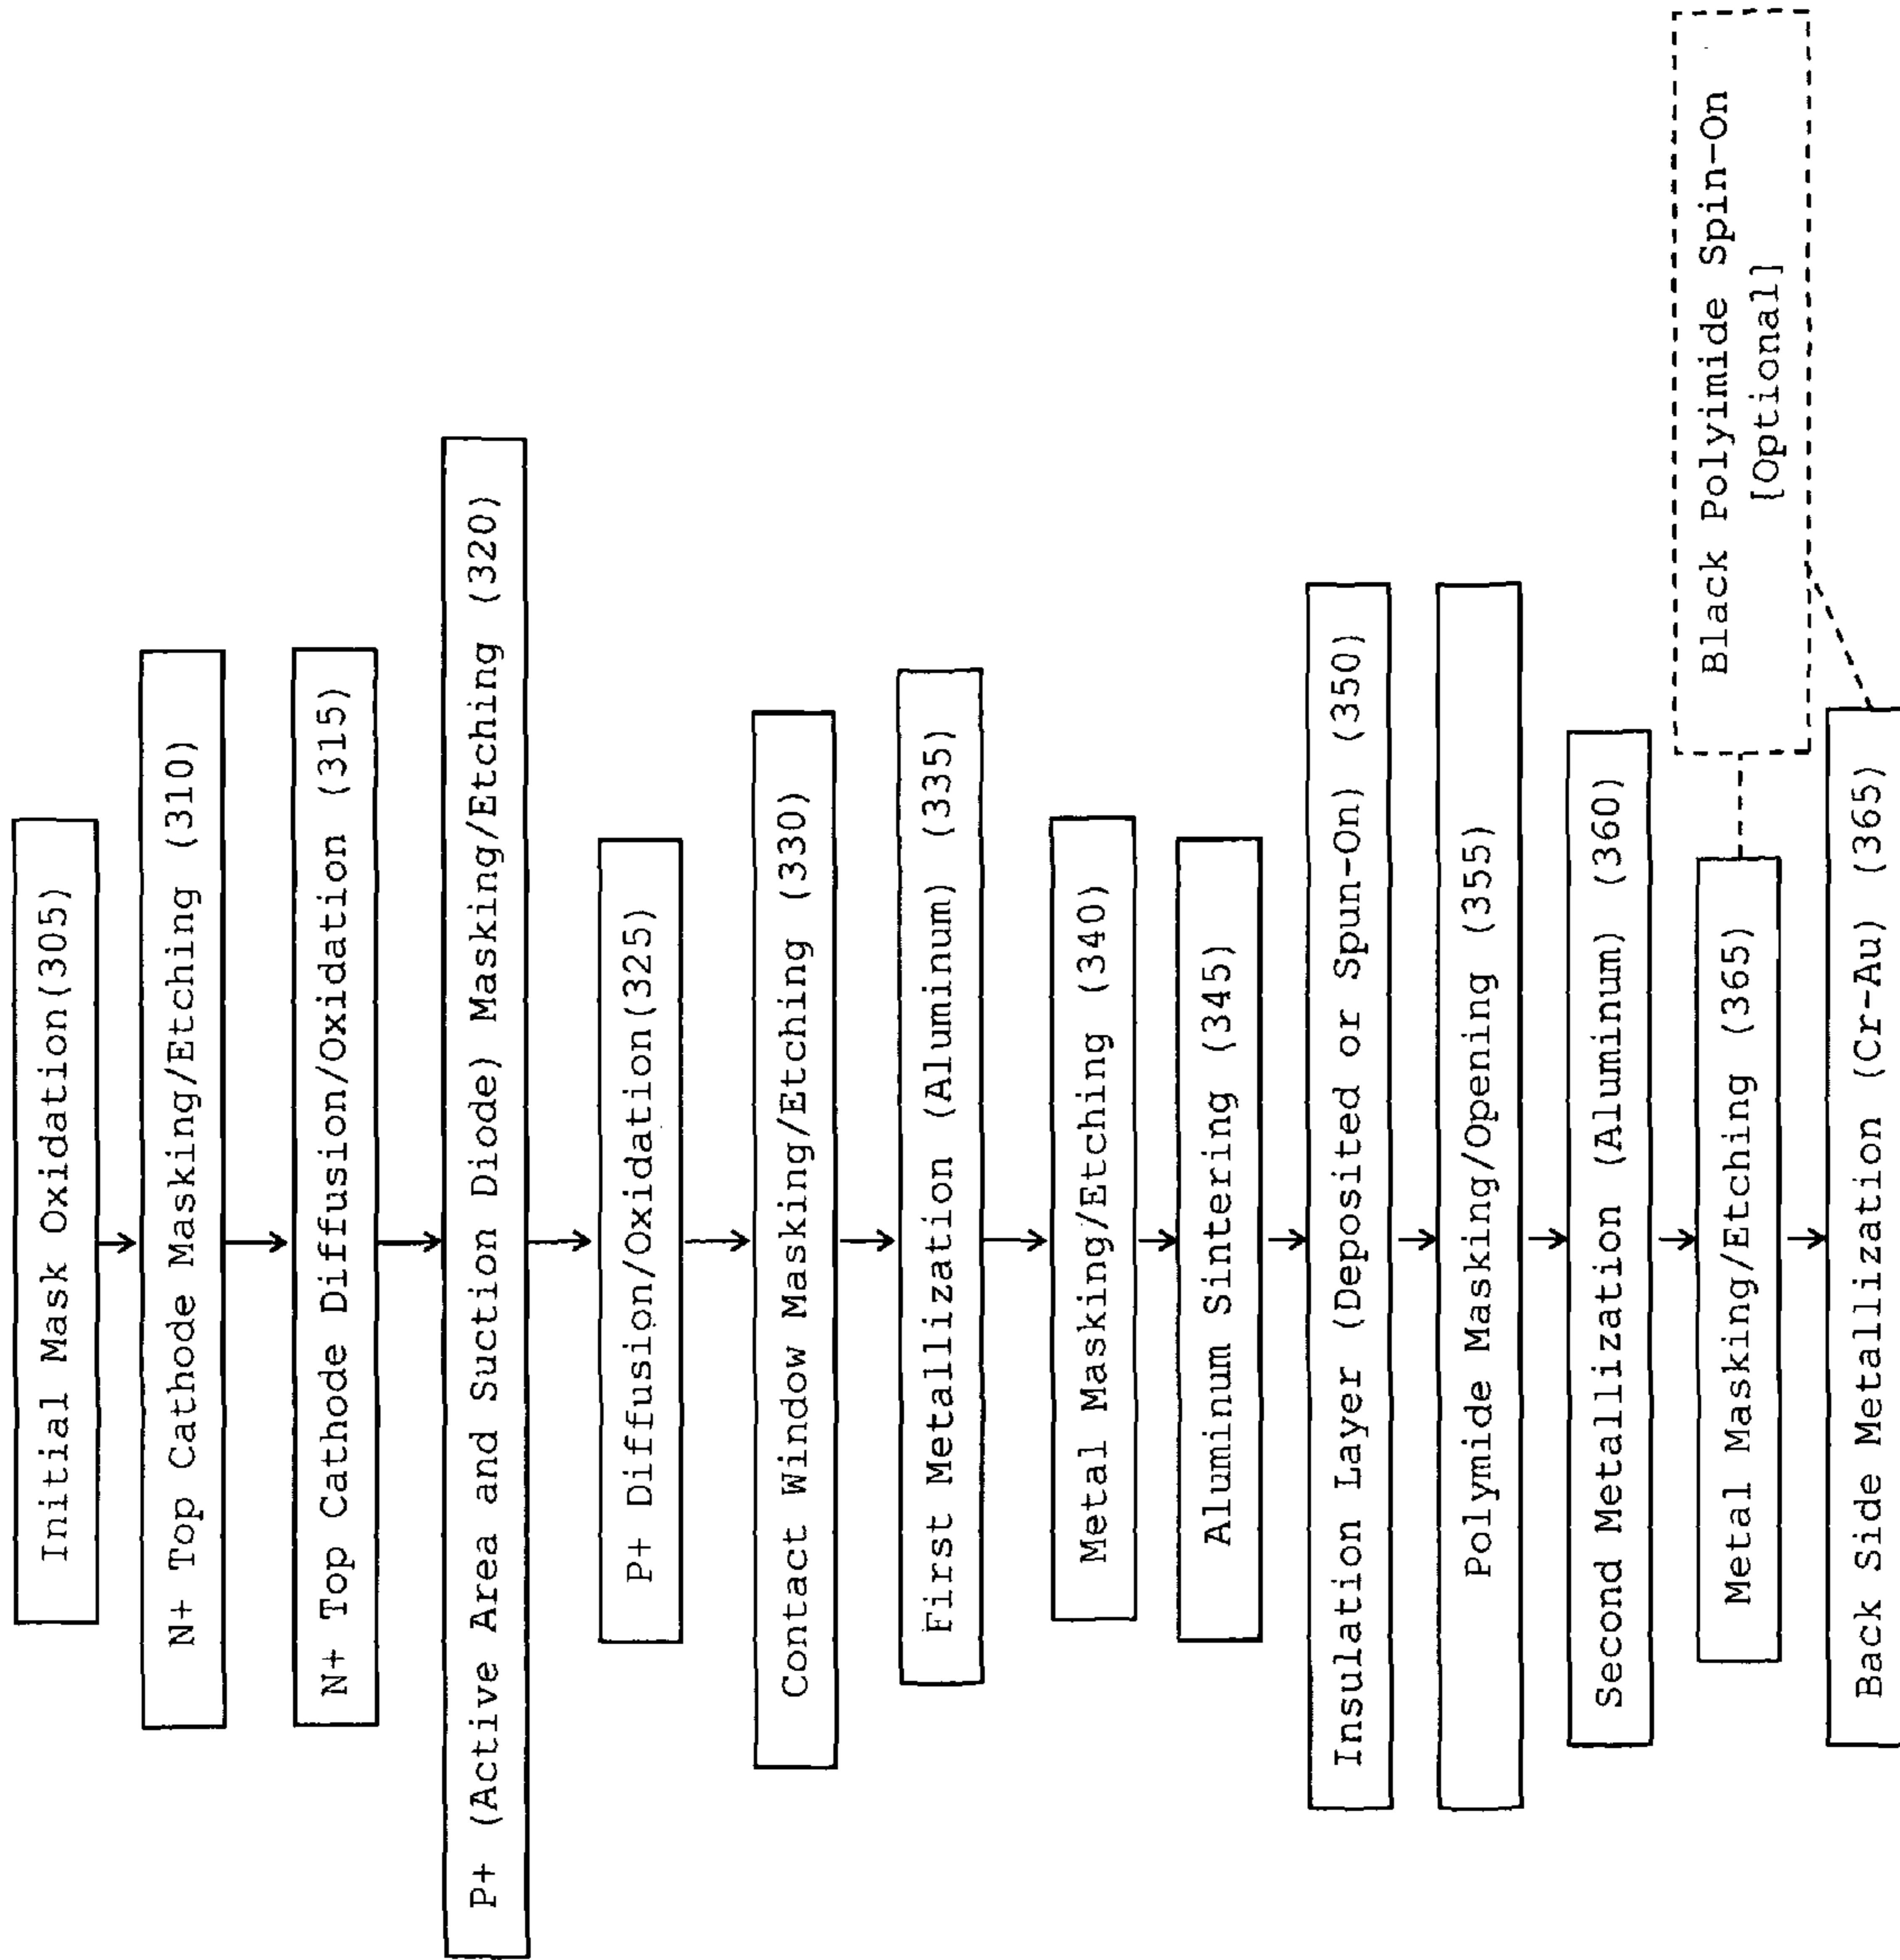 Initial Mask Oxidation(305)
N+ Top Cathode Masking/Etching (310)
N+ Top Cathode Diffusion/Oxidation (315)
P+ (Active Area and Suction Diode) Masking/Etching (320)
P+ Diffusion/Oxidation(325)
Contact Window Masking/Etching (330)
First Metallization (Aluminum) (335)
Metal Masking/Etching (340)
Aluminum Sintering (345)
Insulation Layer (Deposited or Spun-On) (350)
Polymide Masking/Opening (355)
Second Metallization (Aluminum) (360)
Metal Masking/Etching (365)
Black Polyimide Spin-On
[Optional]
Back Side Metallization (Cr-Au) (365)